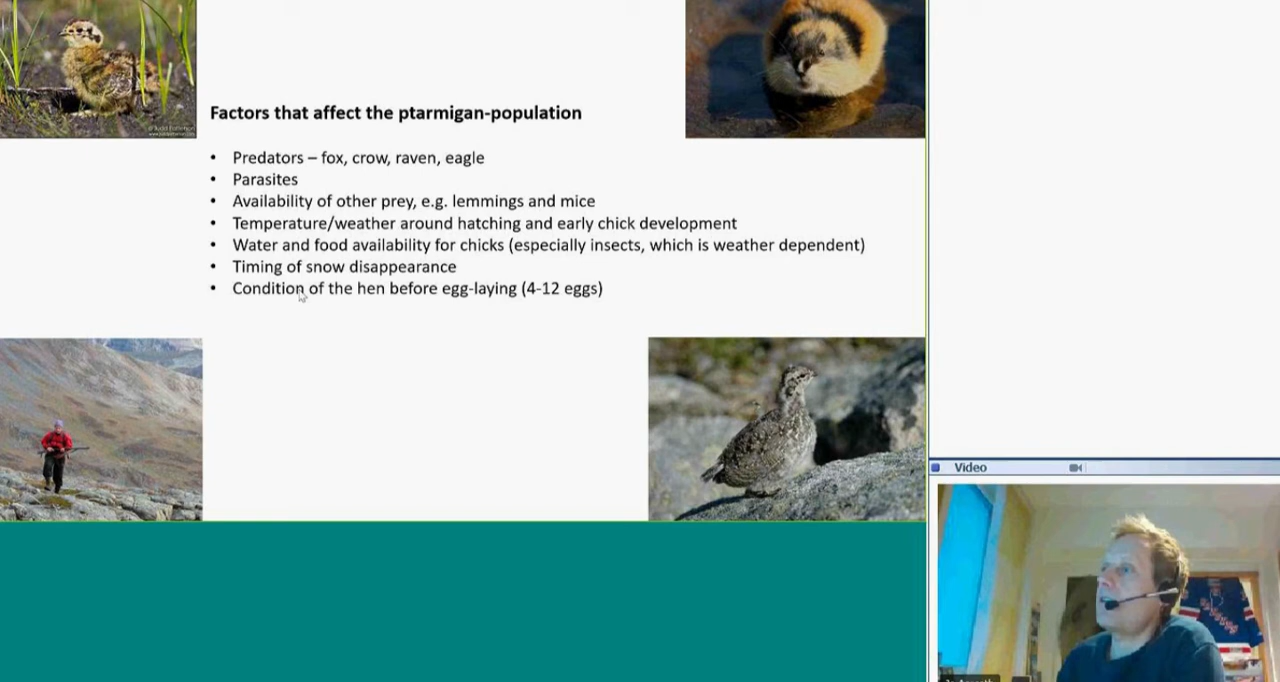 Factors that affect the ptarmigan-population
• Predators – fox, crow, raven, eagle
• Parasites
• Availability of other prey, e.g. lemmings and mice
• Temperature/weather around hatching and early chick development
• Water and food availability for chicks (especially insects, which is weather dependent)
• Timing of snow disappearance
• Condition of the hen before egg-laying (4-12 eggs)
Video